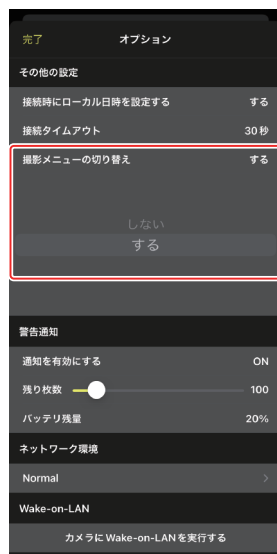 完了 オプション
その他の設定
接続時にローカル日時を設定する する
接続タイムアウト 30秒
撮影メニューの切り替え する
しない
する
警告通知
通知を有効にする ON
残り枚数 100
バッテリ残量 20%
ネットワーク環境
Normal
Wake-on-LAN
カメラにWake-on-LANを実行する